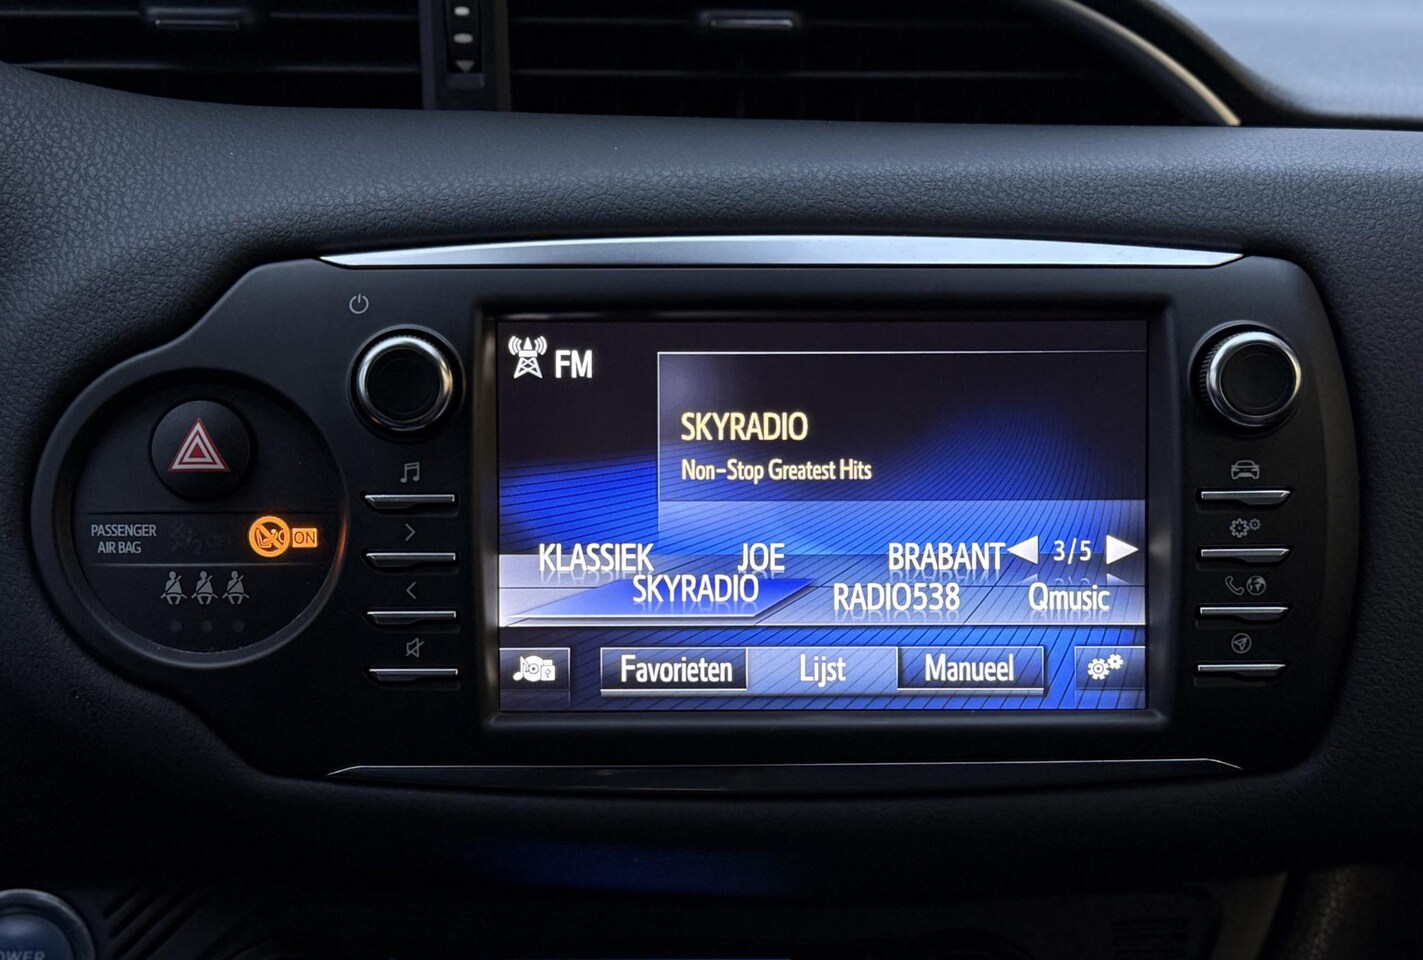 FM
SKYRADIO
Non-Stop Greatest Hits
KLASSIEK JOE BRABANT 3/5
SKYRADIO RADIO538 Qmusic
Favorieten Lijst Manueel
PASSENGER
AIR BAG
ON